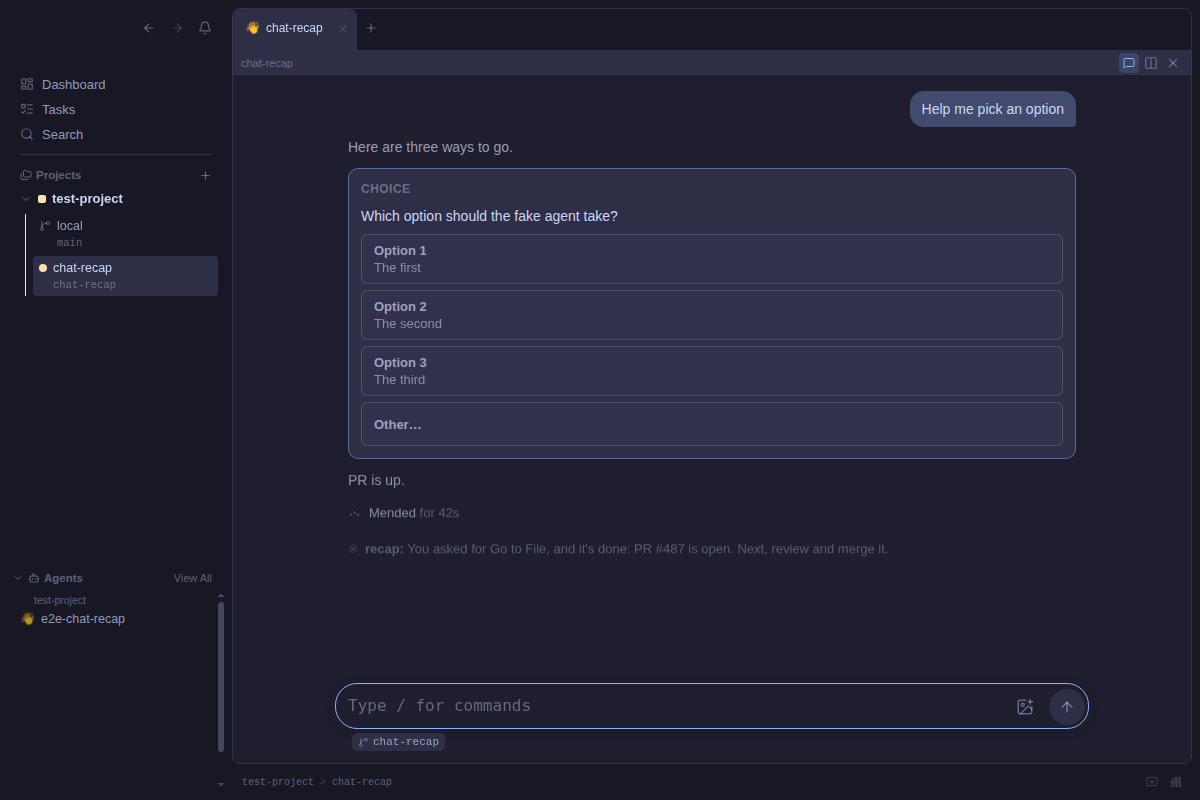 chat-recap
chat-recap
Dashboard
Tasks
Search
Projects
test-project
local
main
chat-recap
chat-recap
Agents
View All
test-project
e2e-chat-recap
Help me pick an option
Here are three ways to go.
CHOICE
Which option should the fake agent take?
Option 1
The first
Option 2
The second
Option 3
The third
Other…
PR is up.
Mended for 42s
recap: You asked for Go to File, and it's done: PR #487 is open. Next, review and merge it.
Type / for commands
chat-recap
test-project > chat-recap